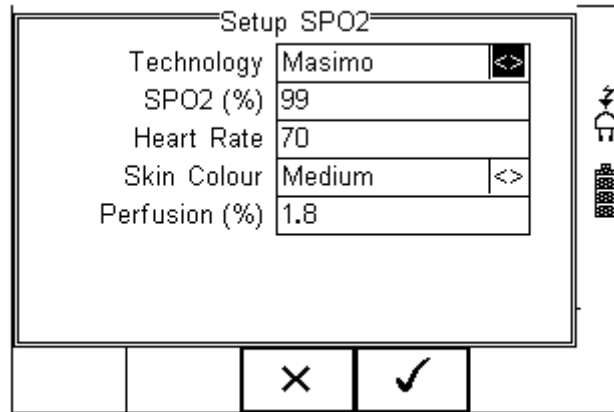 Setup SPO2
Technology Masimo <>
SPO2 (%) 99
Heart Rate 70
Skin Colour Medium <>
Perfusion (%) 1.8